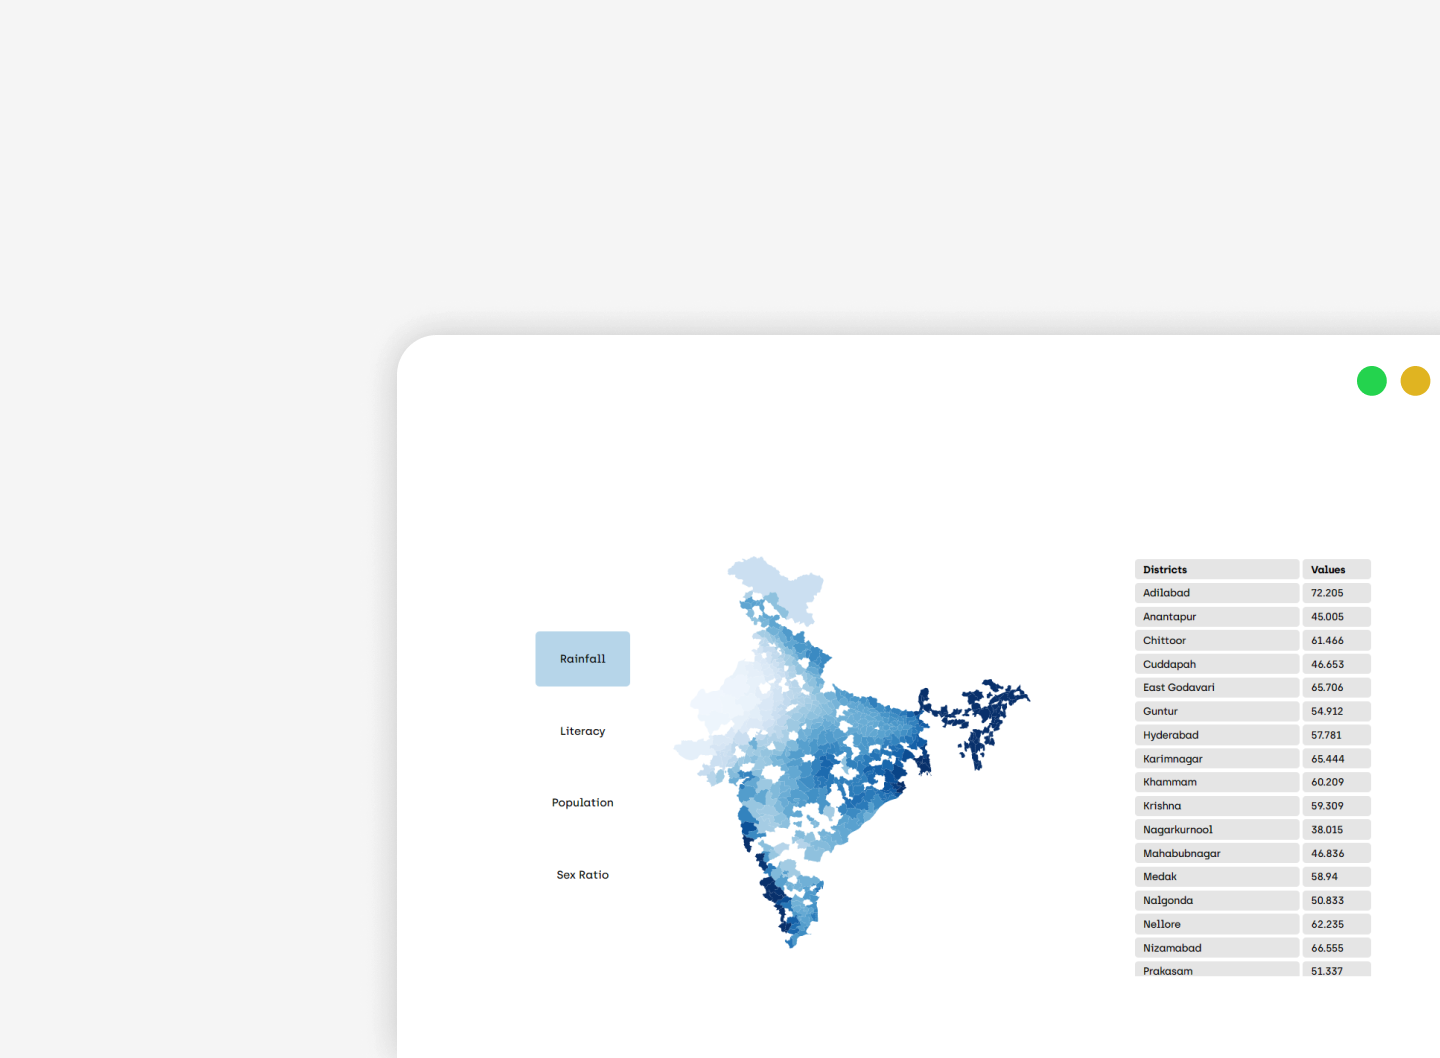 Rainfall
Literacy
Population
Sex Ratio
Districts Values
Adilabad 72.205
Anantapur 45.005
Chittoor 61.466
Cuddapah 46.653
East Godavari 65.706
Guntur 54.912
Hyderabad 57.781
Karimnagar 65.444
Khammam 60.209
Krishna 59.309
Nagarkurnool 38.015
Mahabubnagar 46.836
Medak 58.94
Nalgonda 50.833
Nellore 62.235
Nizamabad 66.555
Prakasam 51.337